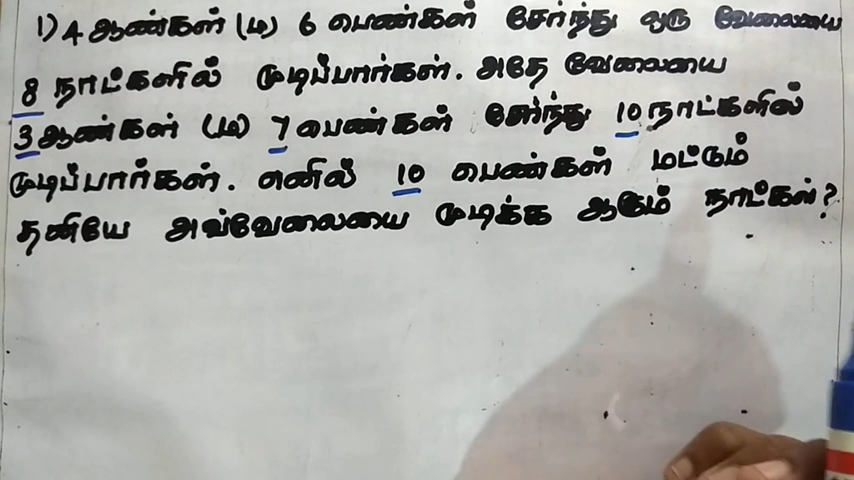 1) 4 ஆண்கள் (ம) 6 பெண்கள் சேர்ந்து ஒரு வேலையை
8 நாட்களில் முடிப்பார்கள். அதே வேலையை
3 ஆண்கள் (ம) 7 பெண்கள் சேர்ந்து 10 நாட்களில்
முடிப்பார்கள். எனில் 10 பெண்கள் மட்டும்
தனியே அவ்வேலையை முடிக்க ஆகும் நாட்கள்?